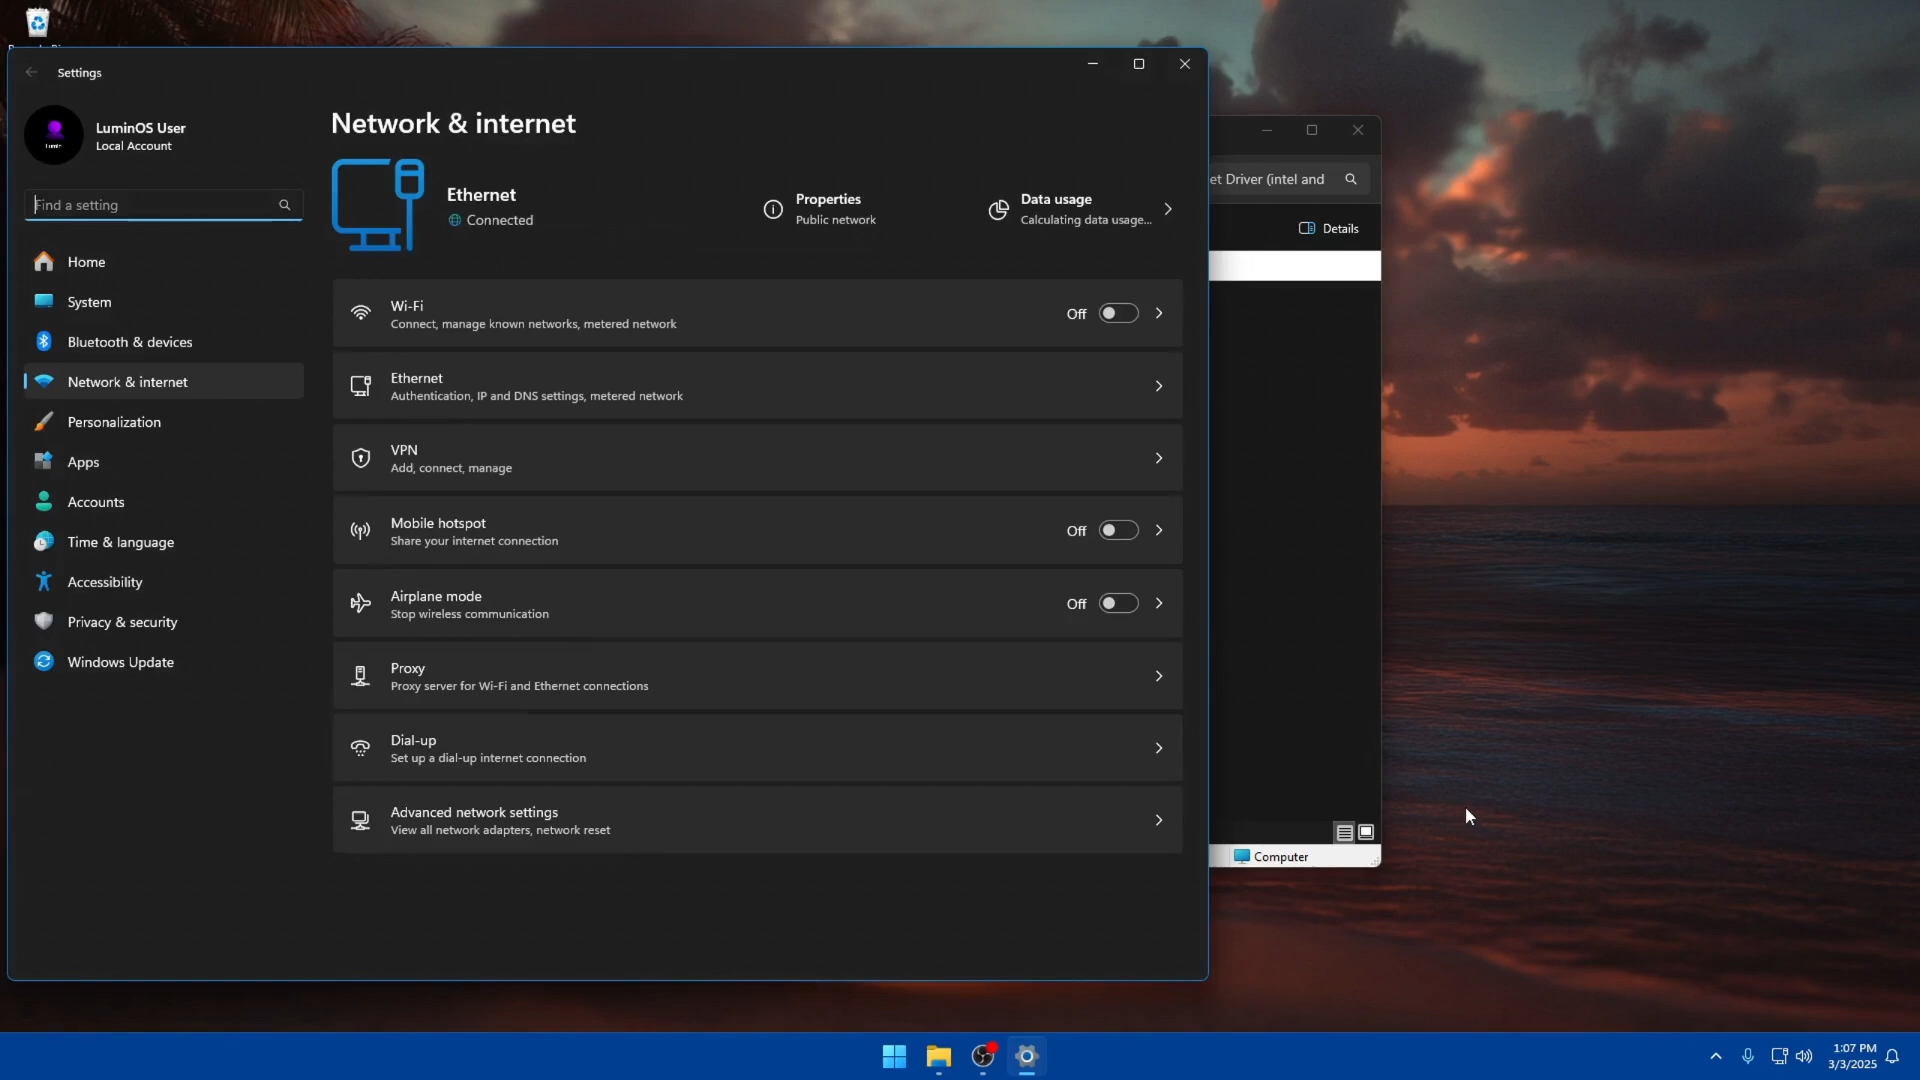 Settings
LuminOS User
Local Account
Find a setting
Home
System
Bluetooth & devices
Network & internet
Personalization
Apps
Accounts
Time & language
Accessibility
Privacy & security
Windows Update
Network & internet
Ethernet
Connected
Properties
Public network
Data usage
Calculating data usage...
Wi-Fi
Connect, manage known networks, metered network
Off
Ethernet
Authentication, IP and DNS settings, metered network
VPN
Add, connect, manage
Mobile hotspot
Share your internet connection
Off
Airplane mode
Stop wireless communication
Off
Proxy
Proxy server for Wi-Fi and Ethernet connections
Dial-up
Set up a dial-up internet connection
Advanced network settings
View all network adapters, network reset
et Driver (intel and
Details
Computer
1:07 PM
3/3/2025